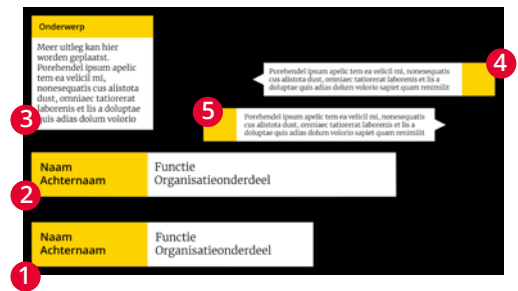 Onderwerp
Meer uitleg kan hier
worden geplaatst.
Porehendel ipsum apelic
tem ea velicil mi,
nonesequatis cus alistota
dust, omniaec tatiorerat
laborenis et lis a doluptae
quis adias dolum volorio
3
Porehendel ipsum apelic tem ea velicil mi, nonesequatis
cus alistota dust, omniaec tatiorerat laborenis et lis a
doluptae quis adias dolum volorio sapiet quam renimilit
4
5
Porehendel ipsum apelic tem ea velicil mi, nonesequatis
cus alistota dust, omniaec tatiorerat laborenis et lis a
doluptae quis adias dolum volorio sapiet quam renimilit
Naam
Achternaam
Functie
Organisatieonderdeel
2
Naam
Achternaam
Functie
Organisatieonderdeel
1